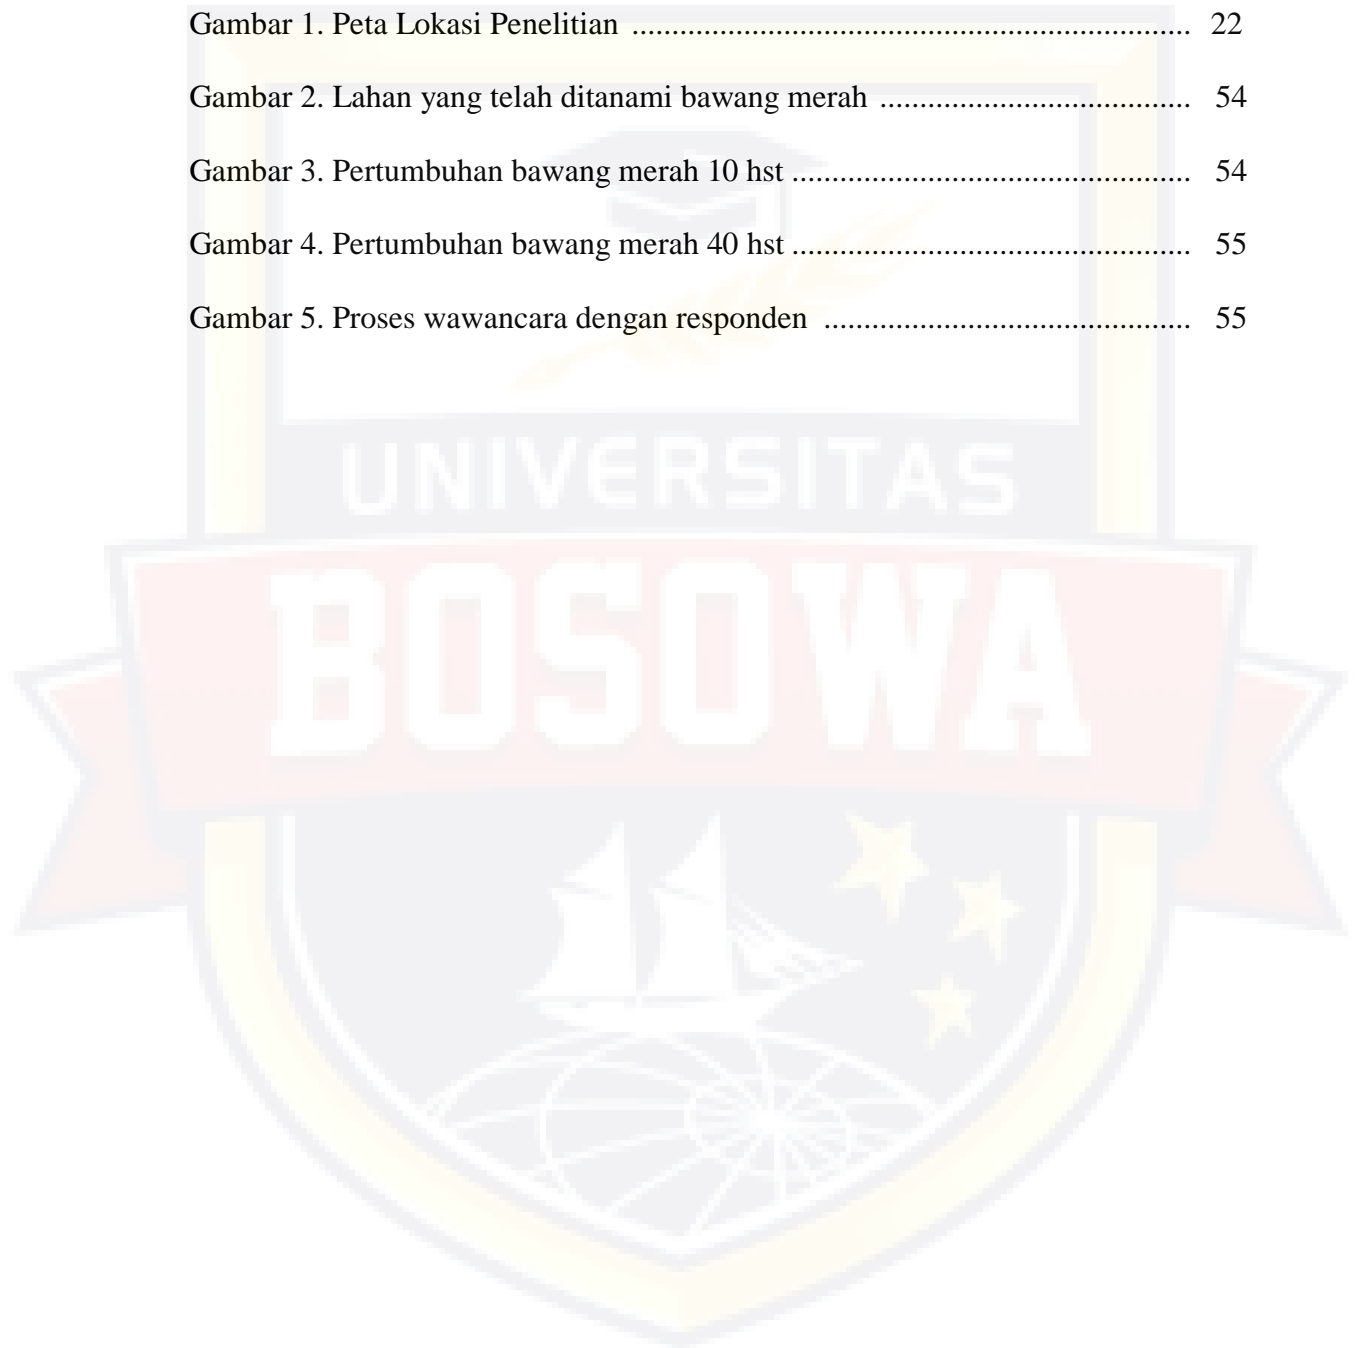 Gambar 1. Peta Lokasi Penelitian ...................................................................... 22
Gambar 2. Lahan yang telah ditanami bawang merah ....................................... 54
Gambar 3. Pertumbuhan bawang merah 10 hst .................................................. 54
Gambar 4. Pertumbuhan bawang merah 40 hst .................................................. 55
Gambar 5. Proses wawancara dengan responden .............................................. 55
UNIVERSITAS
BOSOWA